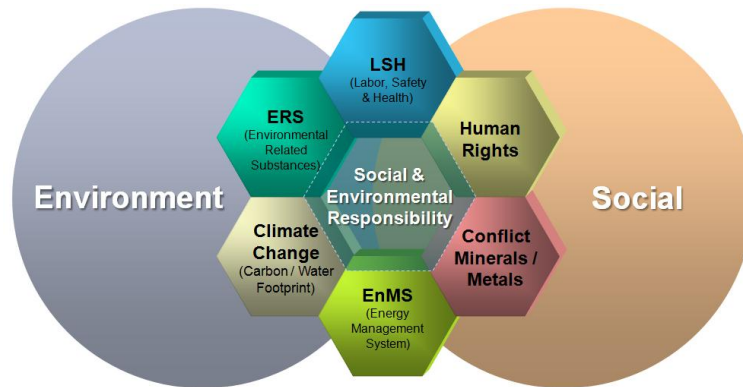 LSH
(Labor, Safety
& Health)
ERS
(Environmental
Related
Substances)
Human
Rights
Environment
Social &
Environmental
Responsibility
Social
Climate
Change
(Carbon / Water
Footprint)
Conflict
Minerals /
Metals
EnMS
(Energy
Management
System)